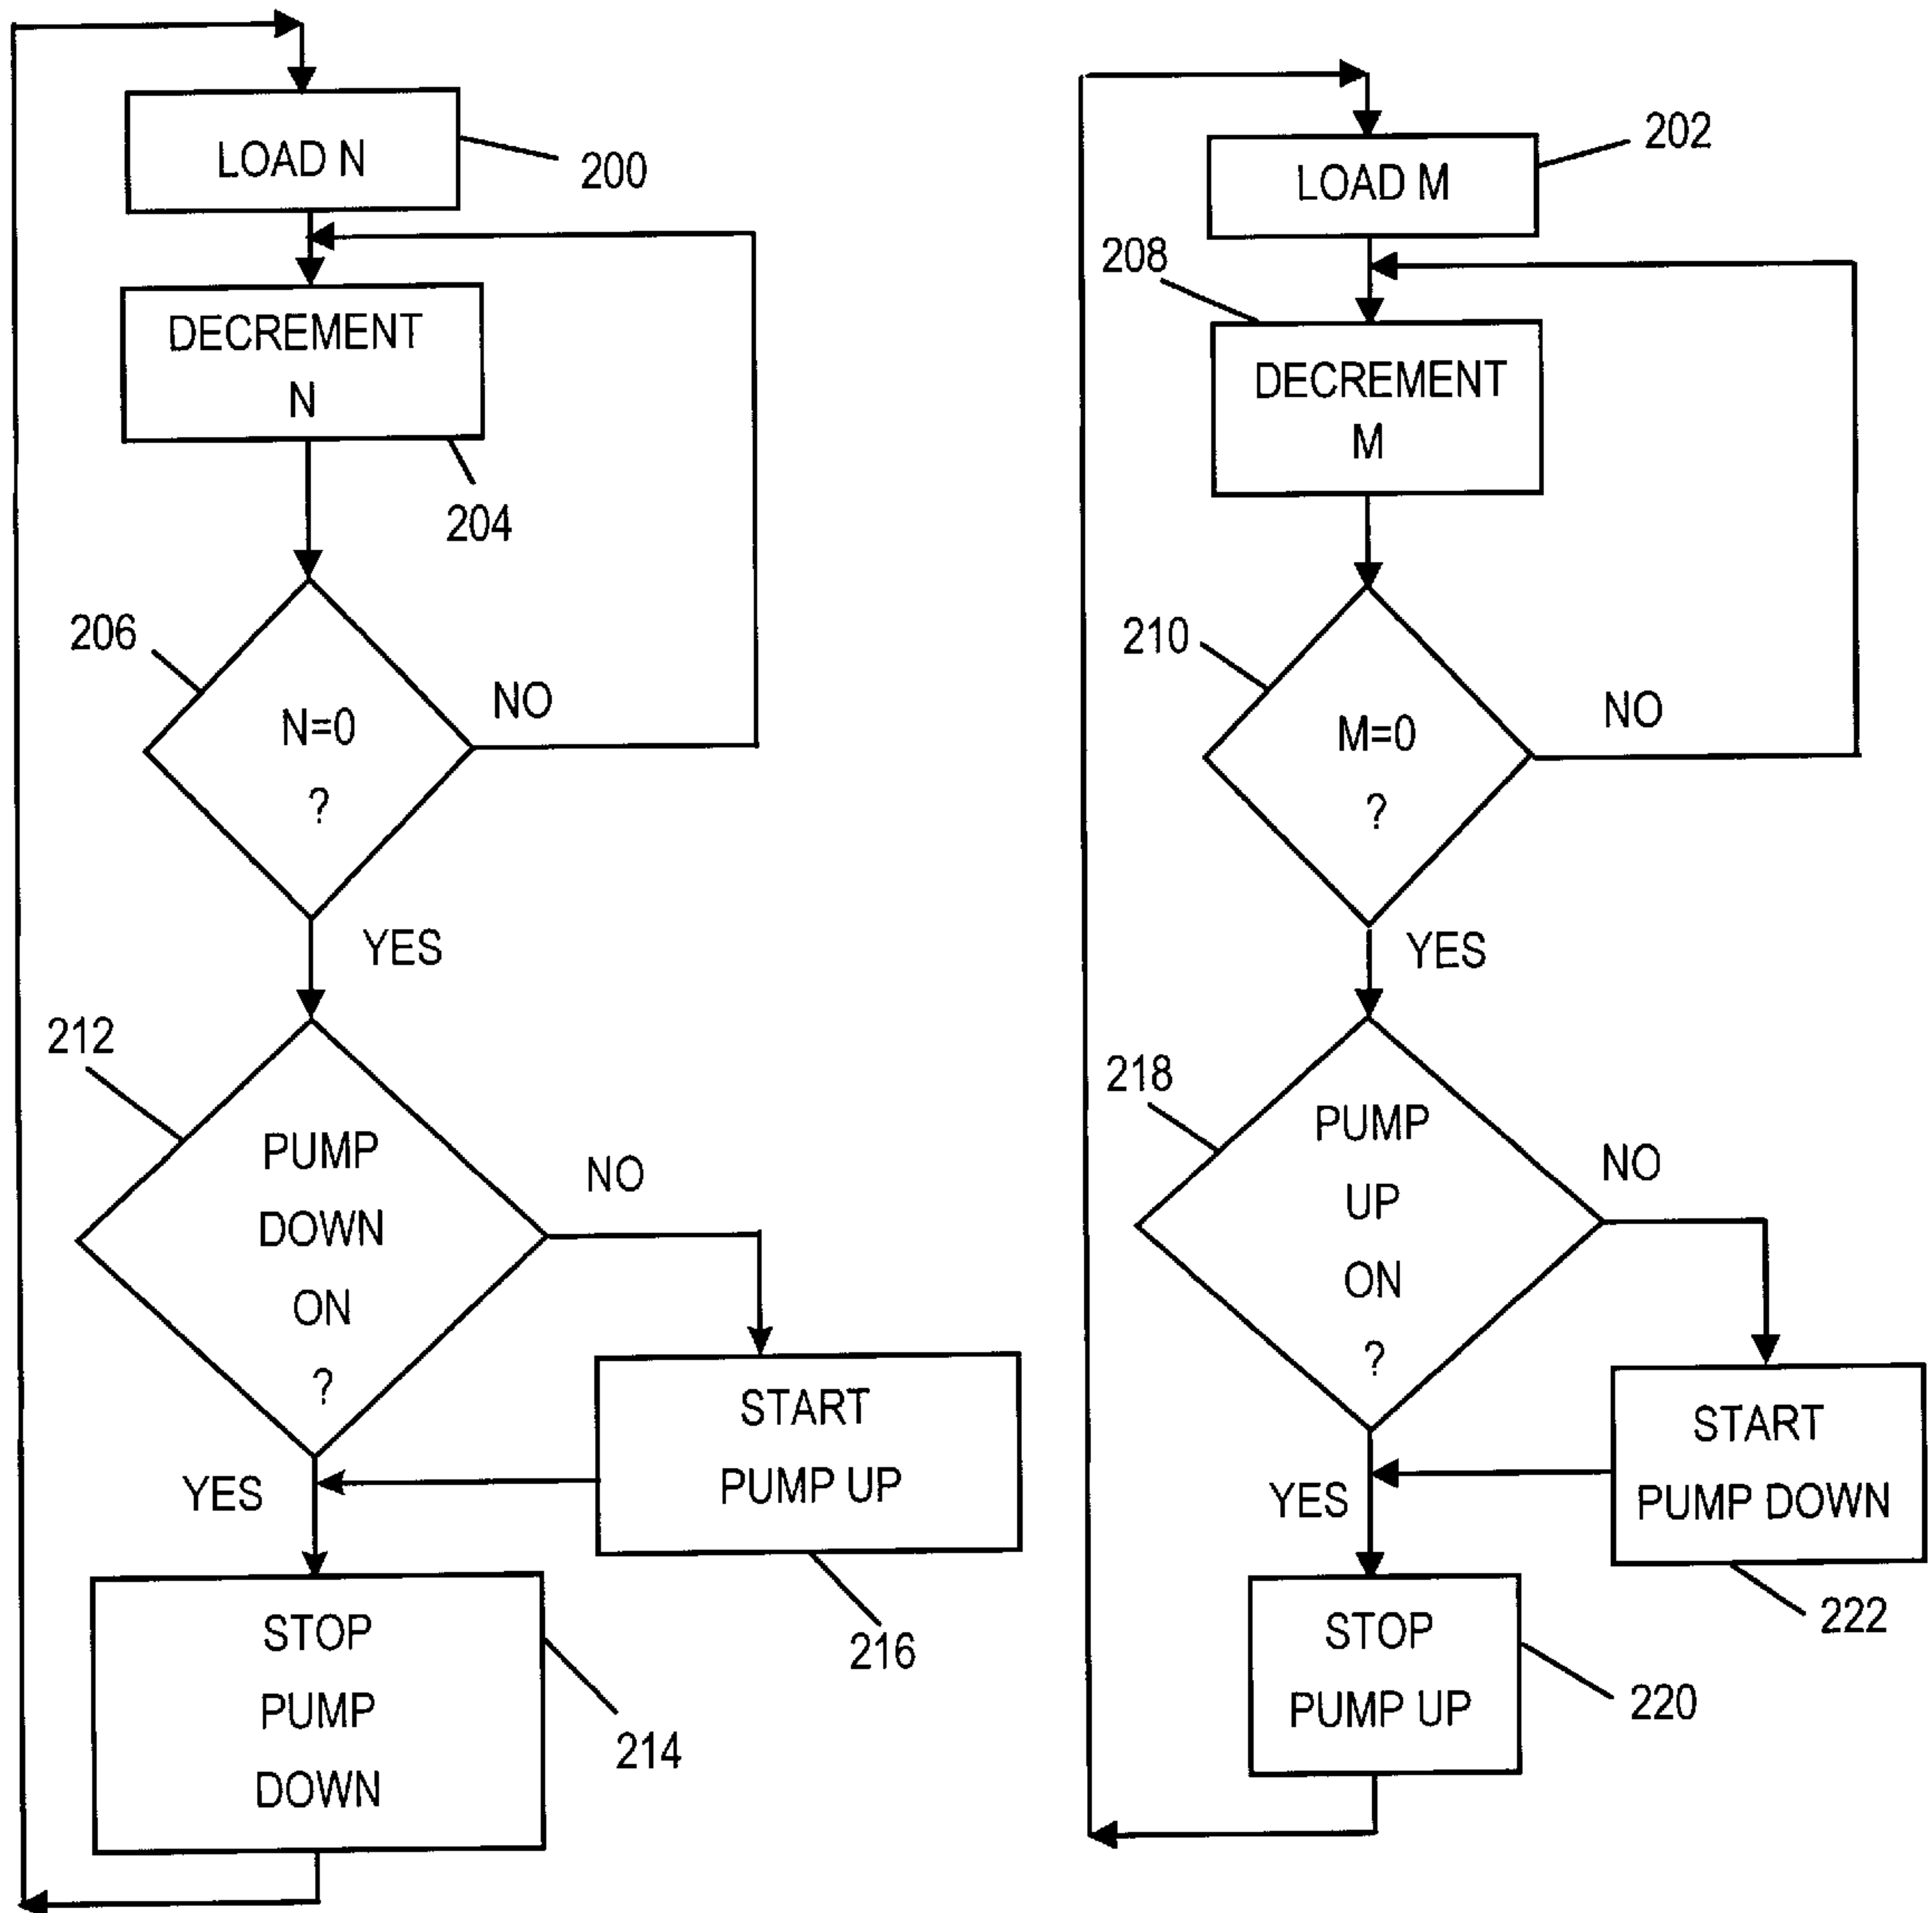 LOAD N
200
DECREMENT
N
204
206
N=0
?
NO
YES
212
PUMP
DOWN
ON
?
NO
YES
START
PUMP UP
216
STOP
PUMP
DOWN
214
LOAD M
202
208
DECREMENT
M
210
M=0
?
NO
YES
218
PUMP
UP
ON
?
NO
YES
START
PUMP DOWN
222
STOP
PUMP UP
220